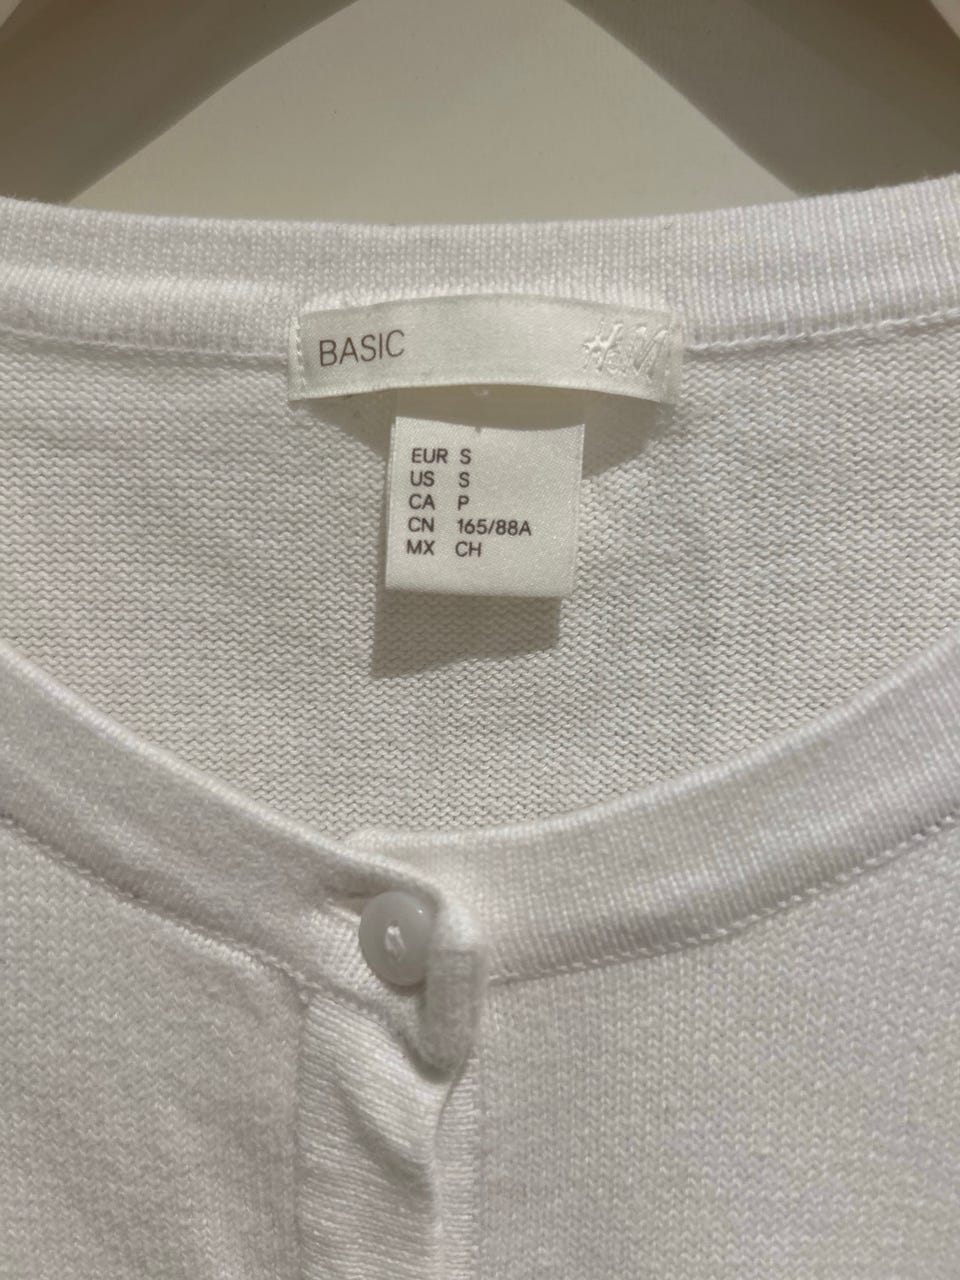 BASIC H&M
EUR S
US S
CA P
CN 165/88A
MX CH